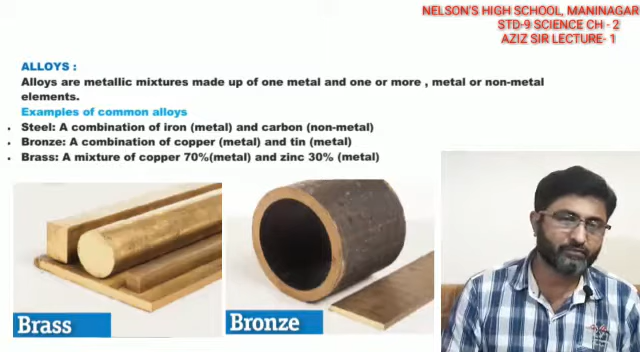 NELSON'S HIGH SCHOOL, MANINAGAR
STD-9 SCIENCE CH - 2
AZIZ SIR LECTURE- 1
ALLOYS :
Alloys are metallic mixtures made up of one metal and one or more , metal or non-metal
elements.
Examples of common alloys
• Steel: A combination of iron (metal) and carbon (non-metal)
• Bronze: A combination of copper (metal) and tin (metal)
• Brass: A mixture of copper 70%(metal) and zinc 30% (metal)
Brass
Bronze